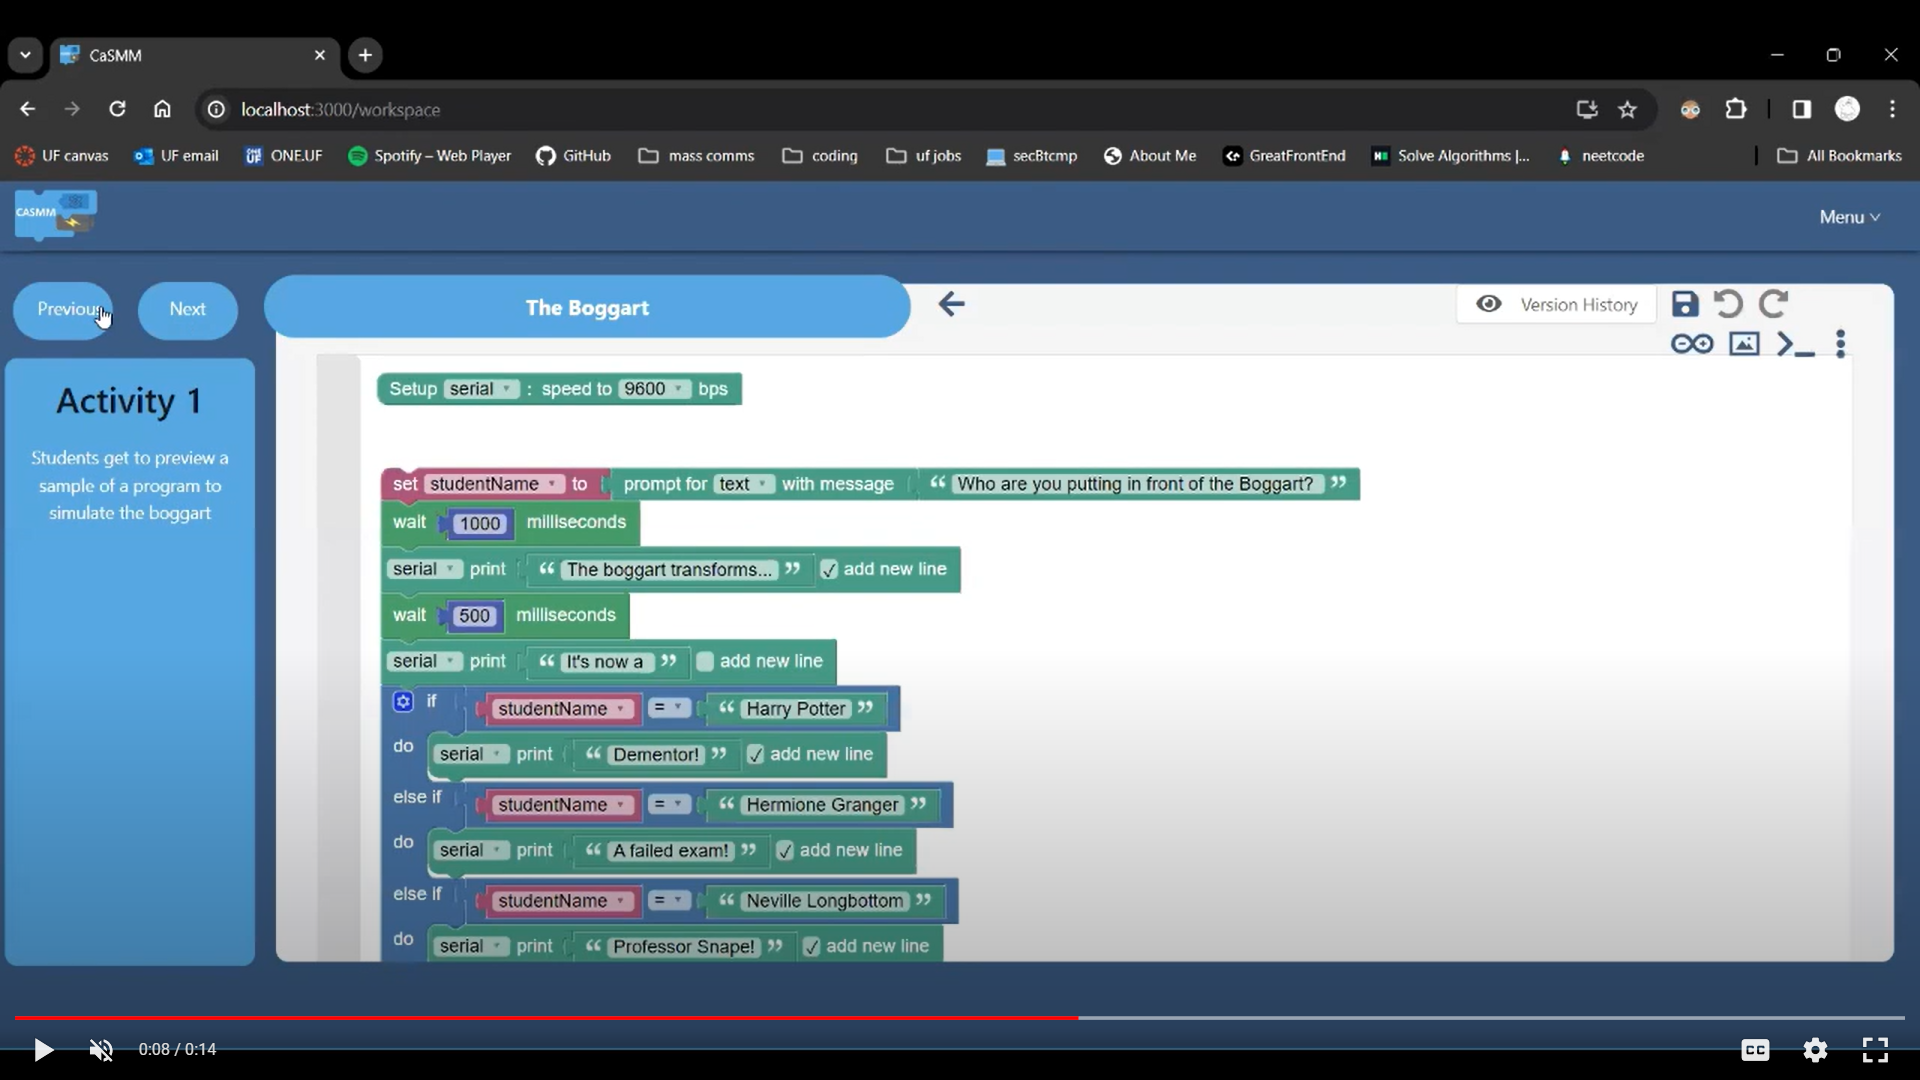 CaSMM
localhost:3000/workspace
UF canvas
UF email
ONE.UF
Spotify – Web Player
GitHub
mass comms
coding
uf jobs
secBtcmp
About Me
GreatFrontEnd
Solve Algorithms |...
neetcode
All Bookmarks
CASMM
Menu
Previous
Next
The Boggart
Version History
Activity 1
Students get to preview a
sample of a program to
simulate the boggart
Setup serial : speed to 9600 bps
set studentName to prompt for text with message “ Who are you putting in front of the Boggart? ”
wait 1000 milliseconds
serial print “ The boggart transforms... ” add new line
wait 500 milliseconds
serial print “ It's now a ” add new line
if studentName = “ Harry Potter ”
do serial print “ Dementor! ” add new line
else if studentName = “ Hermione Granger ”
do serial print “ A failed exam! ” add new line
else if studentName = “ Neville Longbottom ”
do serial print “ Professor Snape! ” add new line
0:08 / 0:14
CC